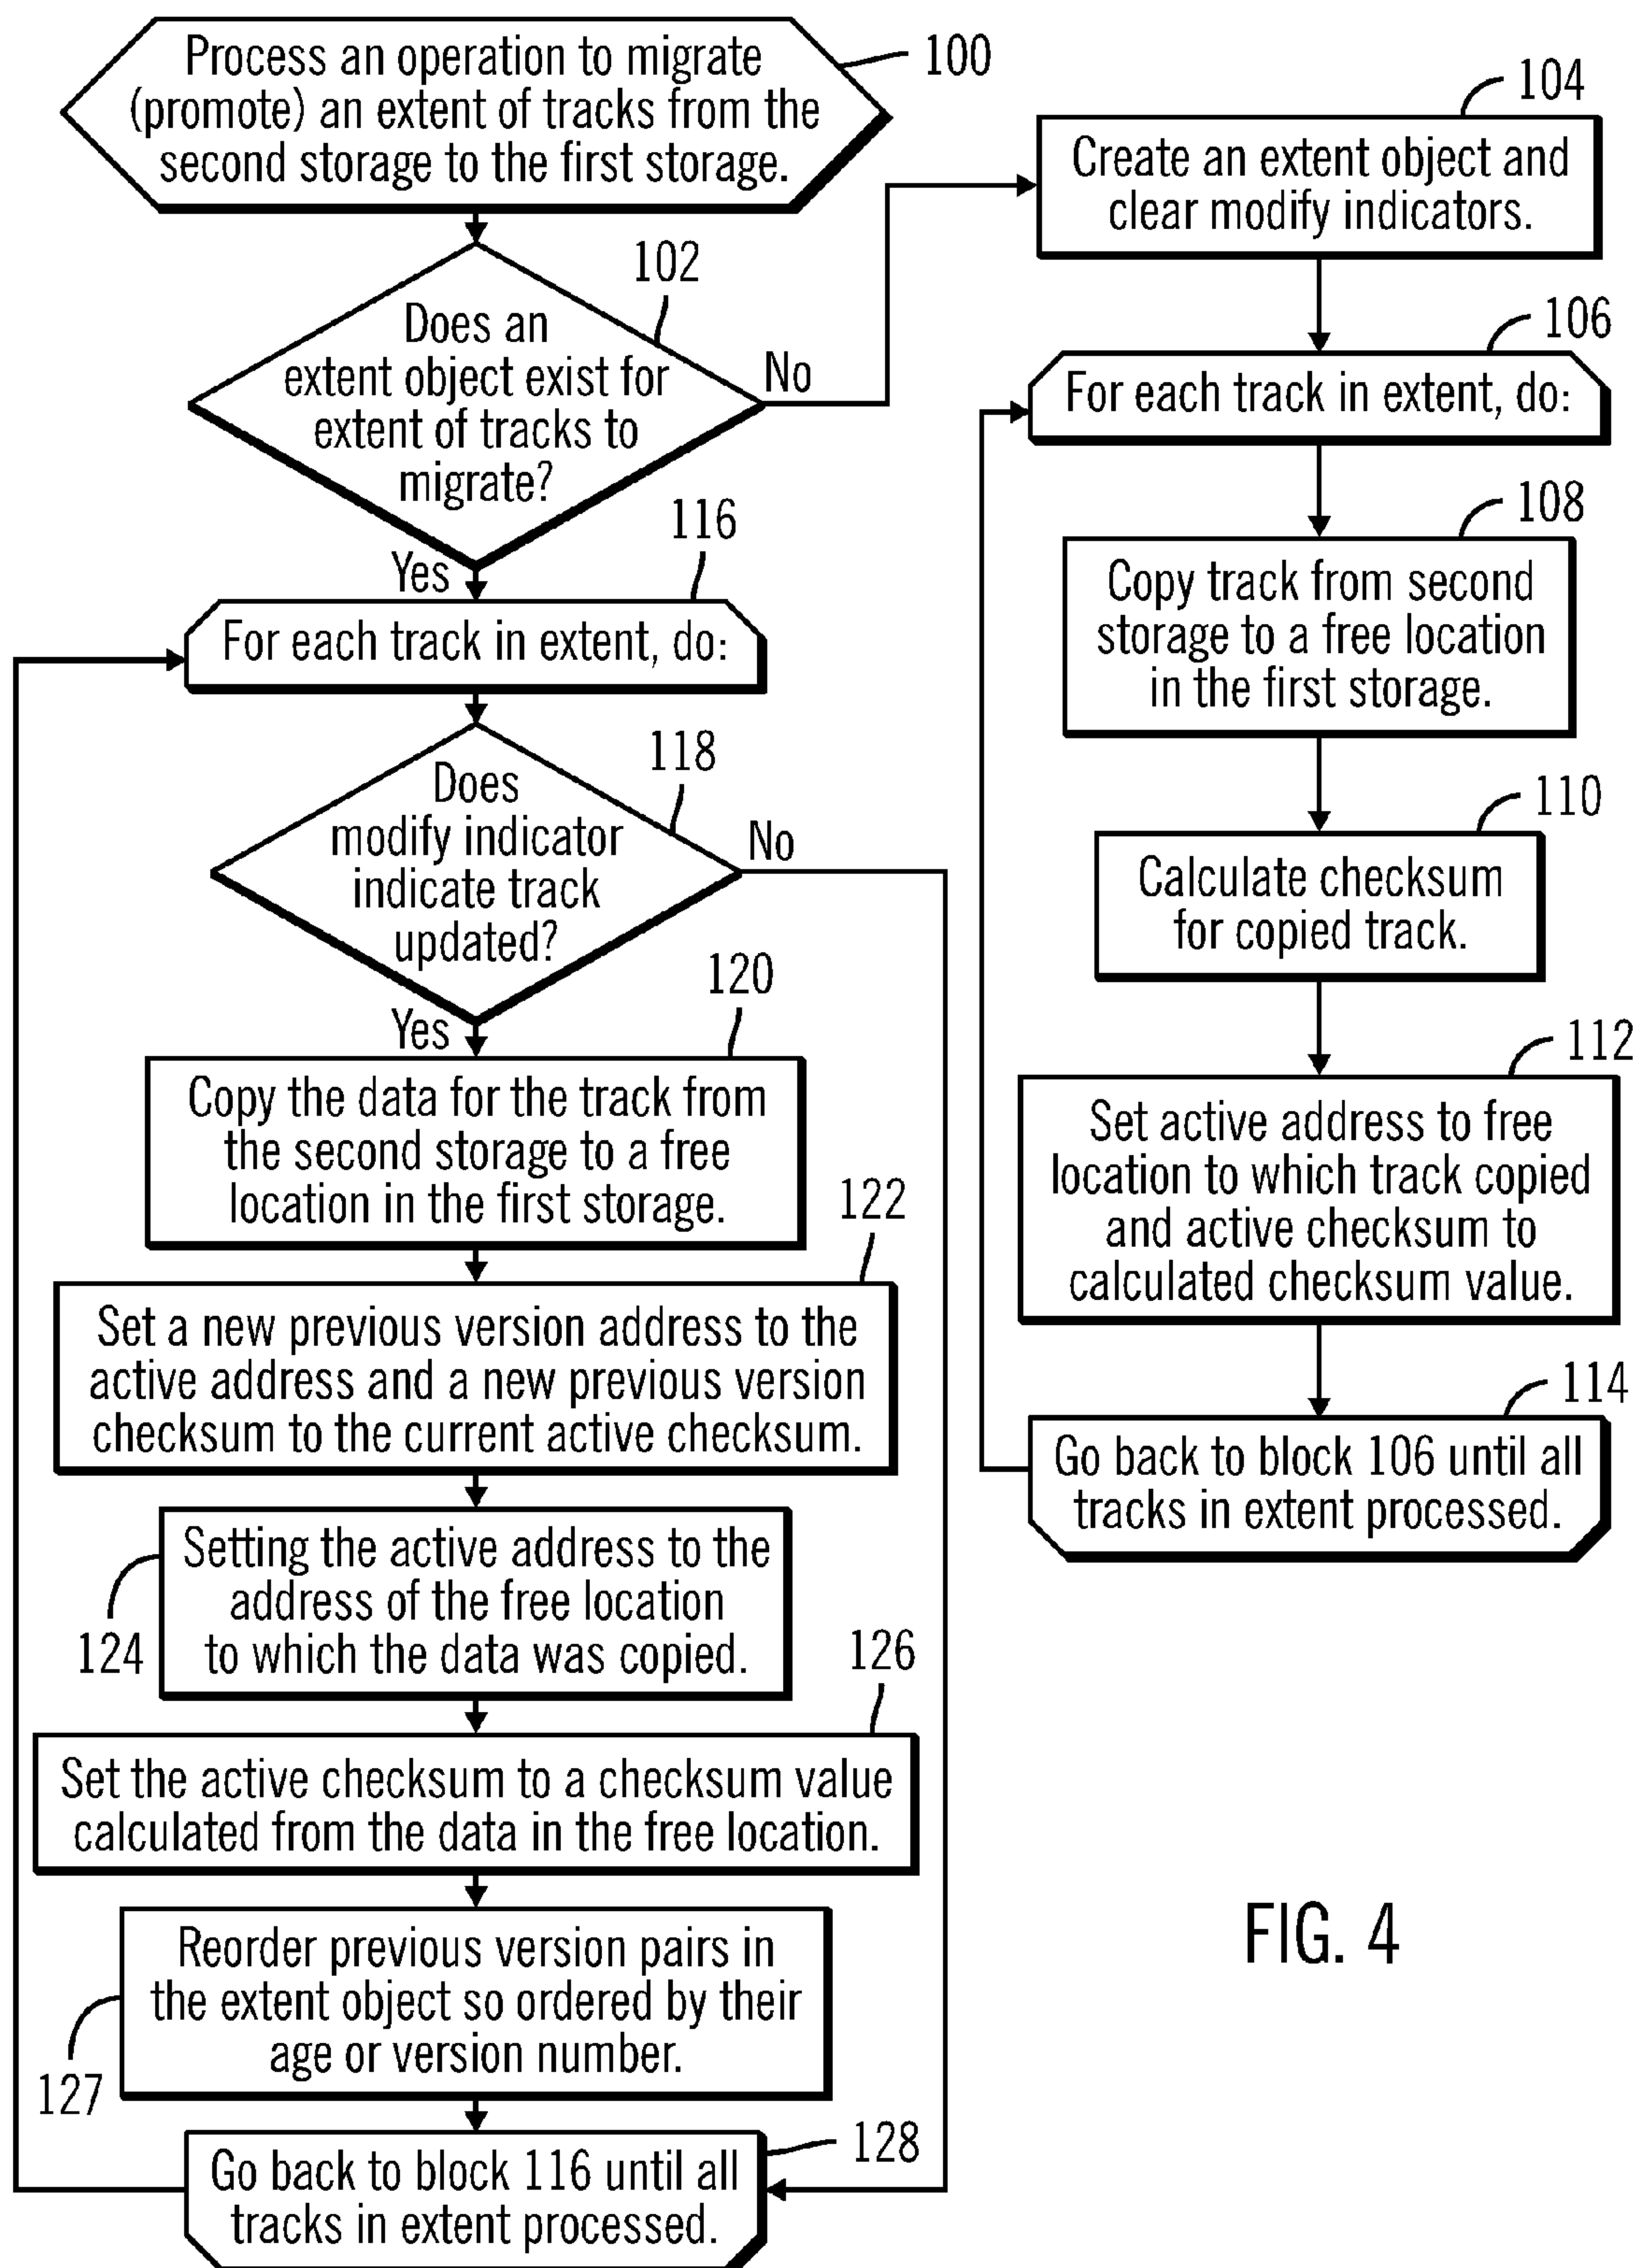 Process an operation to migrate
(promote) an extent of tracks from the
second storage to the first storage.
100
102
Does an
extent object exist for
extent of tracks to
migrate?
No
Yes
104
Create an extent object and
clear modify indicators.
106
For each track in extent, do:
108
Copy track from second
storage to a free location
in the first storage.
110
Calculate checksum
for copied track.
112
Set active address to free
location to which track copied
and active checksum to
calculated checksum value.
114
Go back to block 106 until all
tracks in extent processed.
116
For each track in extent, do:
118
Does
modify indicator
indicate track
updated?
No
Yes
120
Copy the data for the track from
the second storage to a free
location in the first storage.
122
Set a new previous version address to the
active address and a new previous version
checksum to the current active checksum.
Setting the active address to the
address of the free location
to which the data was copied.
124
126
Set the active checksum to a checksum value
calculated from the data in the free location.
Reorder previous version pairs in
the extent object so ordered by their
age or version number.
127
128
Go back to block 116 until all
tracks in extent processed.
FIG. 4